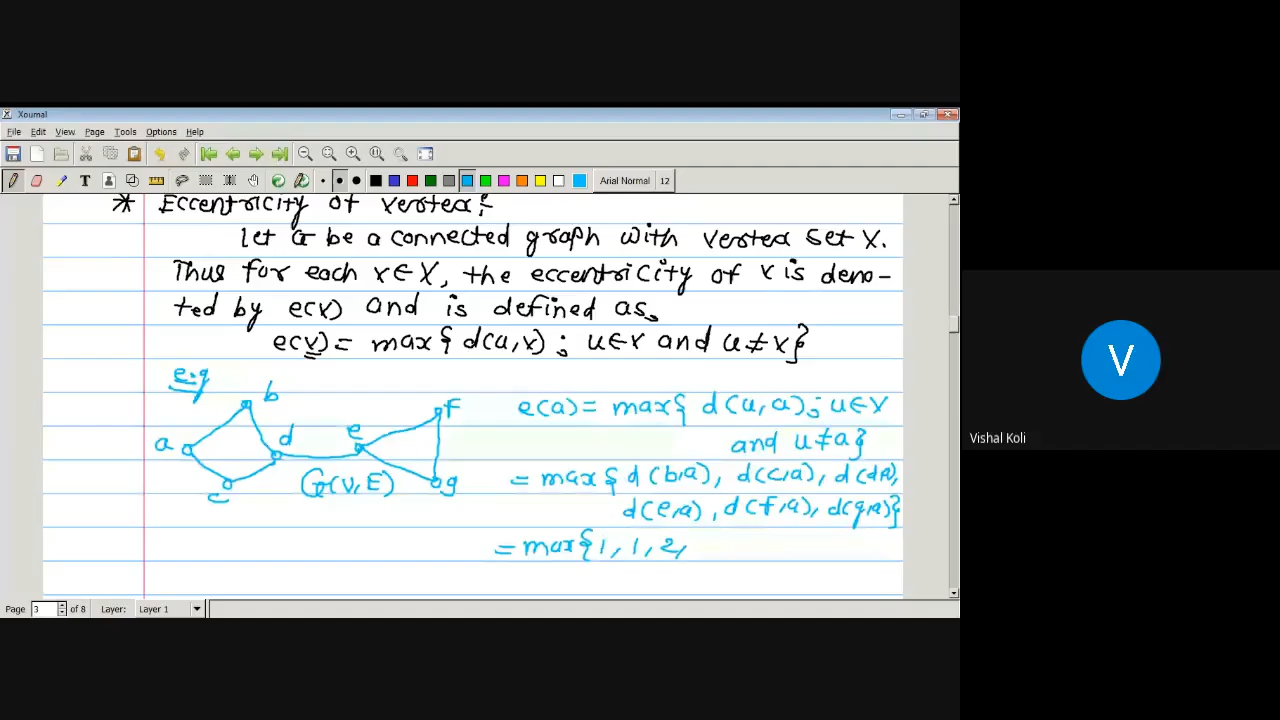 Xournal
File Edit View Page Tools Options Help
Arial Normal 12
* Eccentricity of vertex :-
Let G be a connected graph with vertex set X.
Thus for each x ∈ X, the eccentricity of x is deno-
ted by e(x) and is defined as,
e(x) = max{ d(u,x) ; u∈X and u≠x}
e.g
b
a
d
c
e
f
g
G(V,E)
e(a) = max{ d(u,a) ; u∈X
and u≠a}
= max{ d(b,a), d(c,a), d(d,a),
d(e,a), d(f,a), d(g,a)}
= max{1, 1, 2,
Page 3 of 8 Layer: Layer 1
V
Vishal Koli